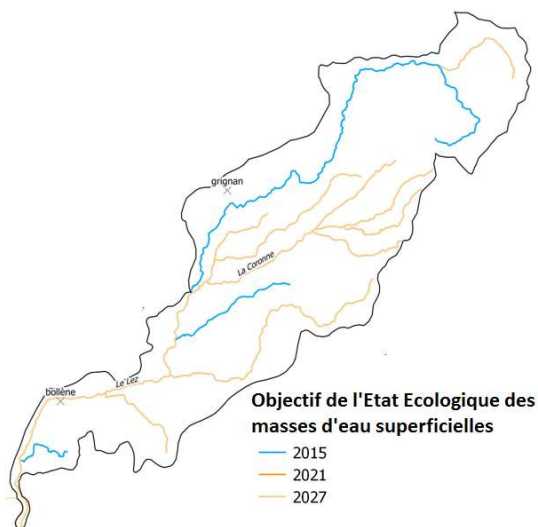 grignan
La Coronne
Le Lez
bollène
Objectif de l'Etat Ecologique des
masses d'eau superficielles
2015
2021
2027